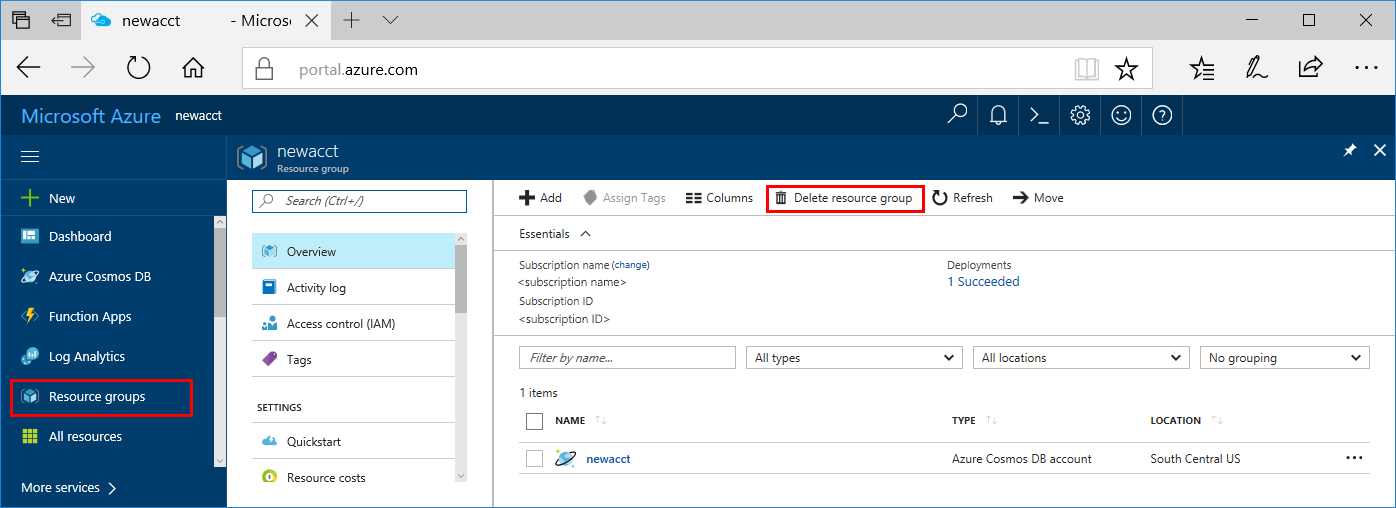 newacct - Microso
portal.azure.com
Microsoft Azure newacct
newacct
Resource group
New
Dashboard
Azure Cosmos DB
Function Apps
Log Analytics
Resource groups
All resources
More services
Search (Ctrl+/)
Overview
Activity log
Access control (IAM)
Tags
SETTINGS
Quickstart
Resource costs
Add Assign Tags Columns Delete resource group Refresh Move
Essentials
Subscription name (change) Deployments
<subscription name> 1 Succeeded
Subscription ID
<subscription ID>
Filter by name... All types All locations No grouping
1 items
NAME TYPE LOCATION
newacct Azure Cosmos DB account South Central US